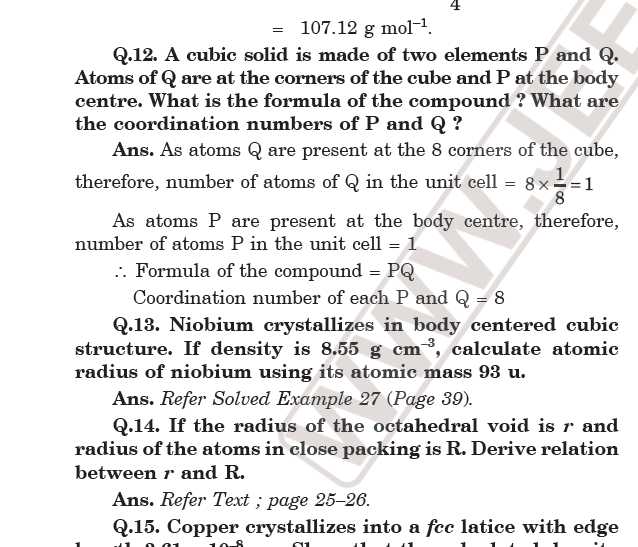 4
= 107.12 g mol⁻¹.
Q.12. A cubic solid is made of two elements P and Q.
Atoms of Q are at the corners of the cube and P at the body
centre. What is the formula of the compound ? What are
the coordination numbers of P and Q ?
Ans. As atoms Q are present at the 8 corners of the cube,
therefore, number of atoms of Q in the unit cell = 8 × 1/8 = 1
As atoms P are present at the body centre, therefore,
number of atoms P in the unit cell = 1
∴ Formula of the compound = PQ
Coordination number of each P and Q = 8
Q.13. Niobium crystallizes in body centered cubic
structure. If density is 8.55 g cm⁻³, calculate atomic
radius of niobium using its atomic mass 93 u.
Ans. Refer Solved Example 27 (Page 39).
Q.14. If the radius of the octahedral void is r and
radius of the atoms in close packing is R. Derive relation
between r and R.
Ans. Refer Text ; page 25–26.
Q.15. Copper crystallizes into a fcc latice with edge
WWW.JEE